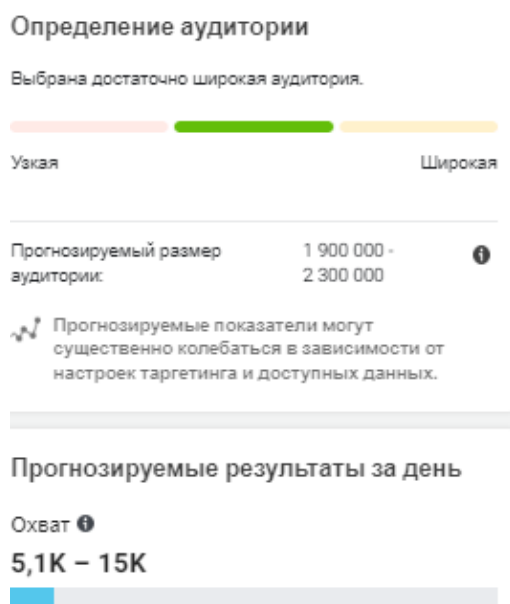 Определение аудитории
Выбрана достаточно широкая аудитория.
Узкая Широкая
Прогнозируемый размер 1 900 000 -
аудитории: 2 300 000
Прогнозируемые показатели могут
существенно колебаться в зависимости от
настроек таргетинга и доступных данных.
Прогнозируемые результаты за день
Охват
5,1K – 15K